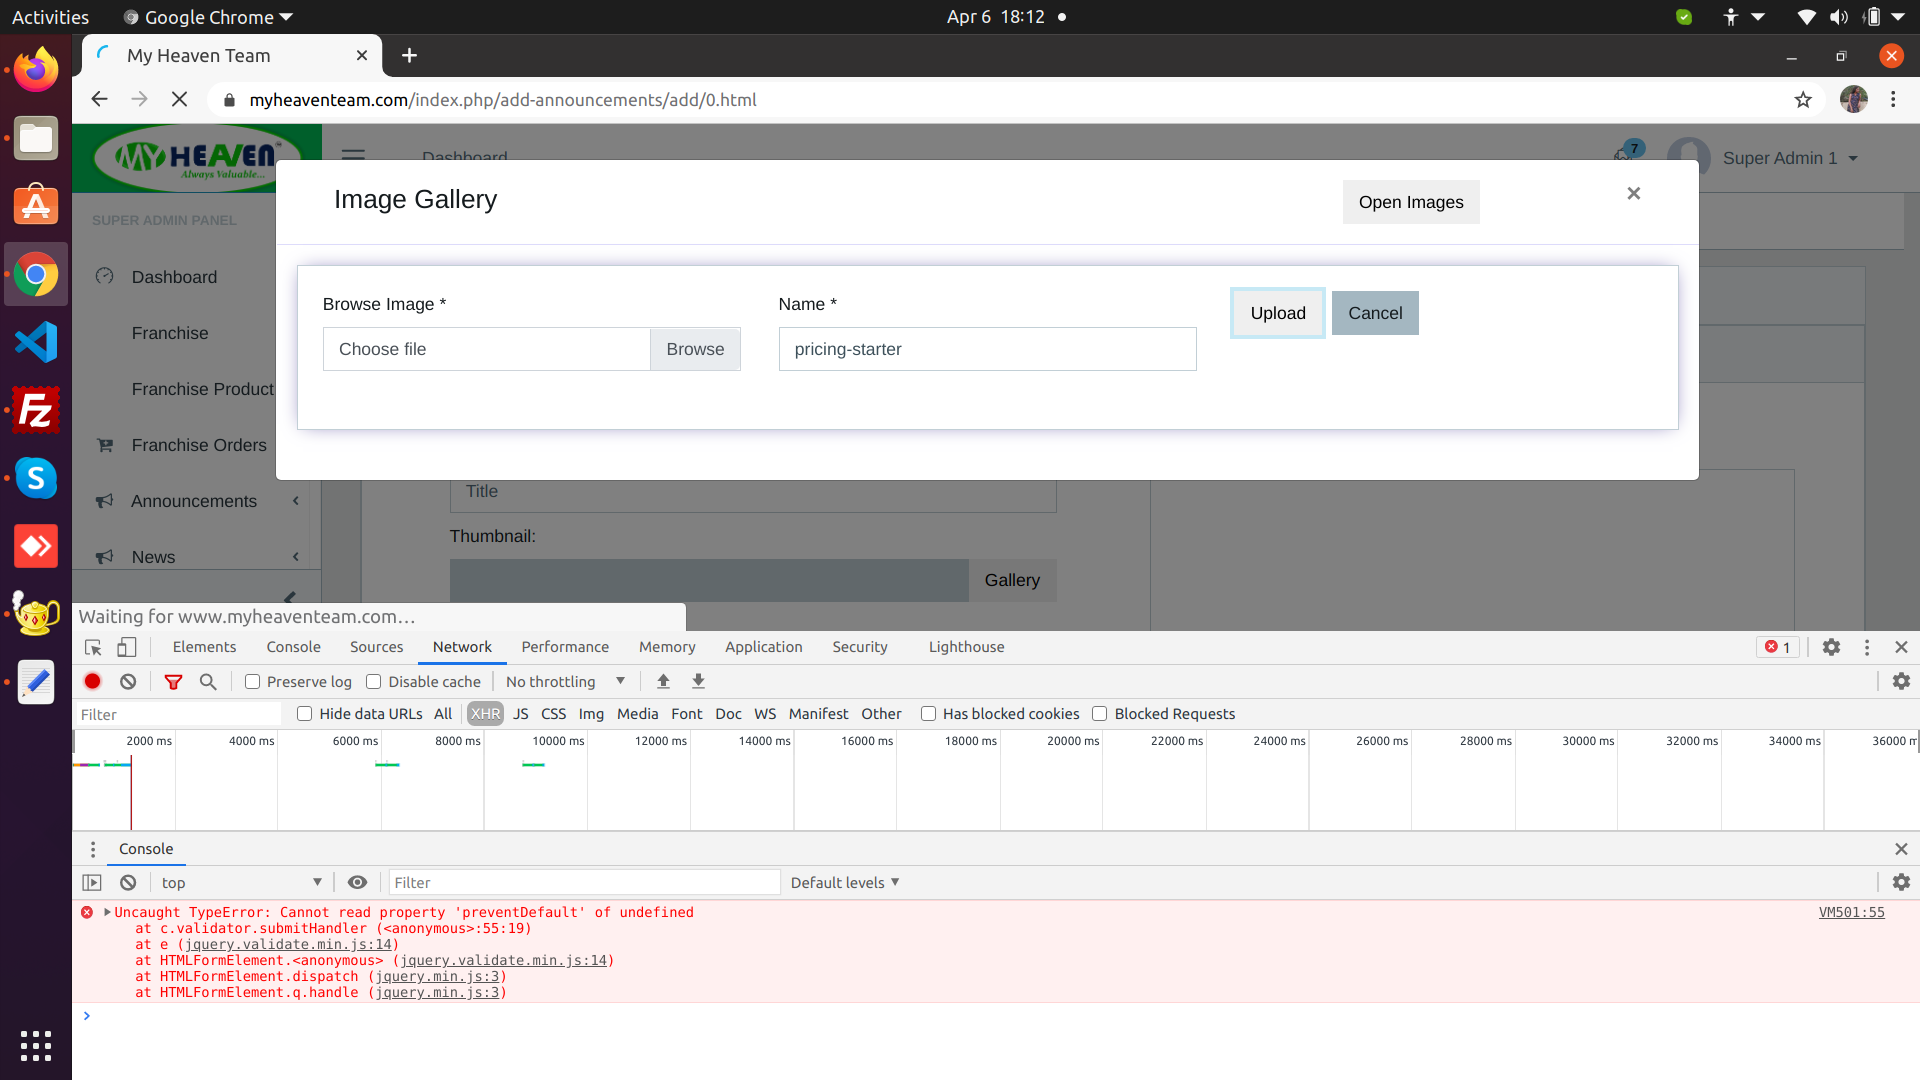 Activities
Google Chrome
Apr 6 18:12
My Heaven Team
myheaventeam.com/index.php/add-announcements/add/0.html
MY HEAVEN
Always Valuable...
Dashboard
7
Super Admin 1
Image Gallery
Open Images
×
SUPER ADMIN PANEL
Dashboard
Franchise
Franchise Product
Franchise Orders
Announcements
News
Browse Image *
Name *
Upload
Cancel
Choose file
Browse
pricing-starter
Title
Thumbnail:
Gallery
Waiting for www.myheaventeam.com…
Elements Console Sources Network Performance Memory Application Security Lighthouse
1
Preserve log Disable cache No throttling
Filter
Hide data URLs All XHR JS CSS Img Media Font Doc WS Manifest Other Has blocked cookies Blocked Requests
2000 ms 4000 ms 6000 ms 8000 ms 10000 ms 12000 ms 14000 ms 16000 ms 18000 ms 20000 ms 22000 ms 24000 ms 26000 ms 28000 ms 30000 ms 32000 ms 34000 ms 36000 m
Console
top
Filter
Default levels
Uncaught TypeError: Cannot read property 'preventDefault' of undefined
VM501:55
at c.validator.submitHandler (<anonymous>:55:19)
at e (jquery.validate.min.js:14)
at HTMLFormElement.<anonymous> (jquery.validate.min.js:14)
at HTMLFormElement.dispatch (jquery.min.js:3)
at HTMLFormElement.q.handle (jquery.min.js:3)